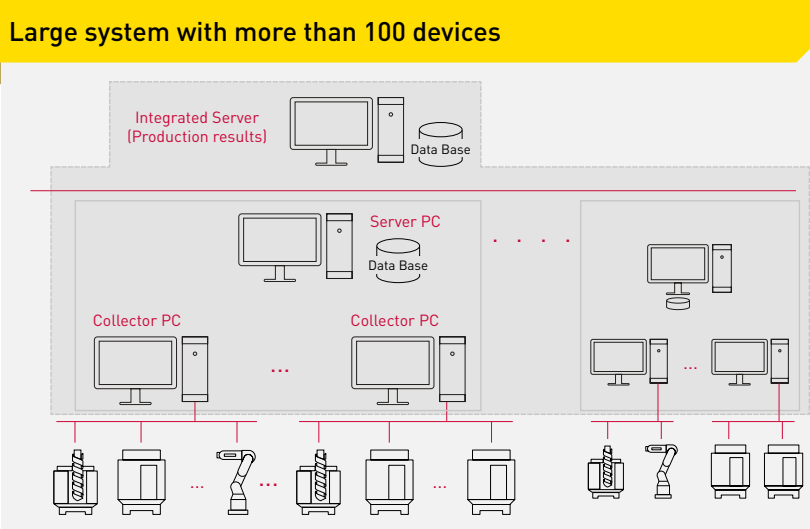 Large system with more than 100 devices
Integrated Server
(Production results)
Data Base
Server PC
Data Base
. . . .
Collector PC
Collector PC
...
...
...
...
...